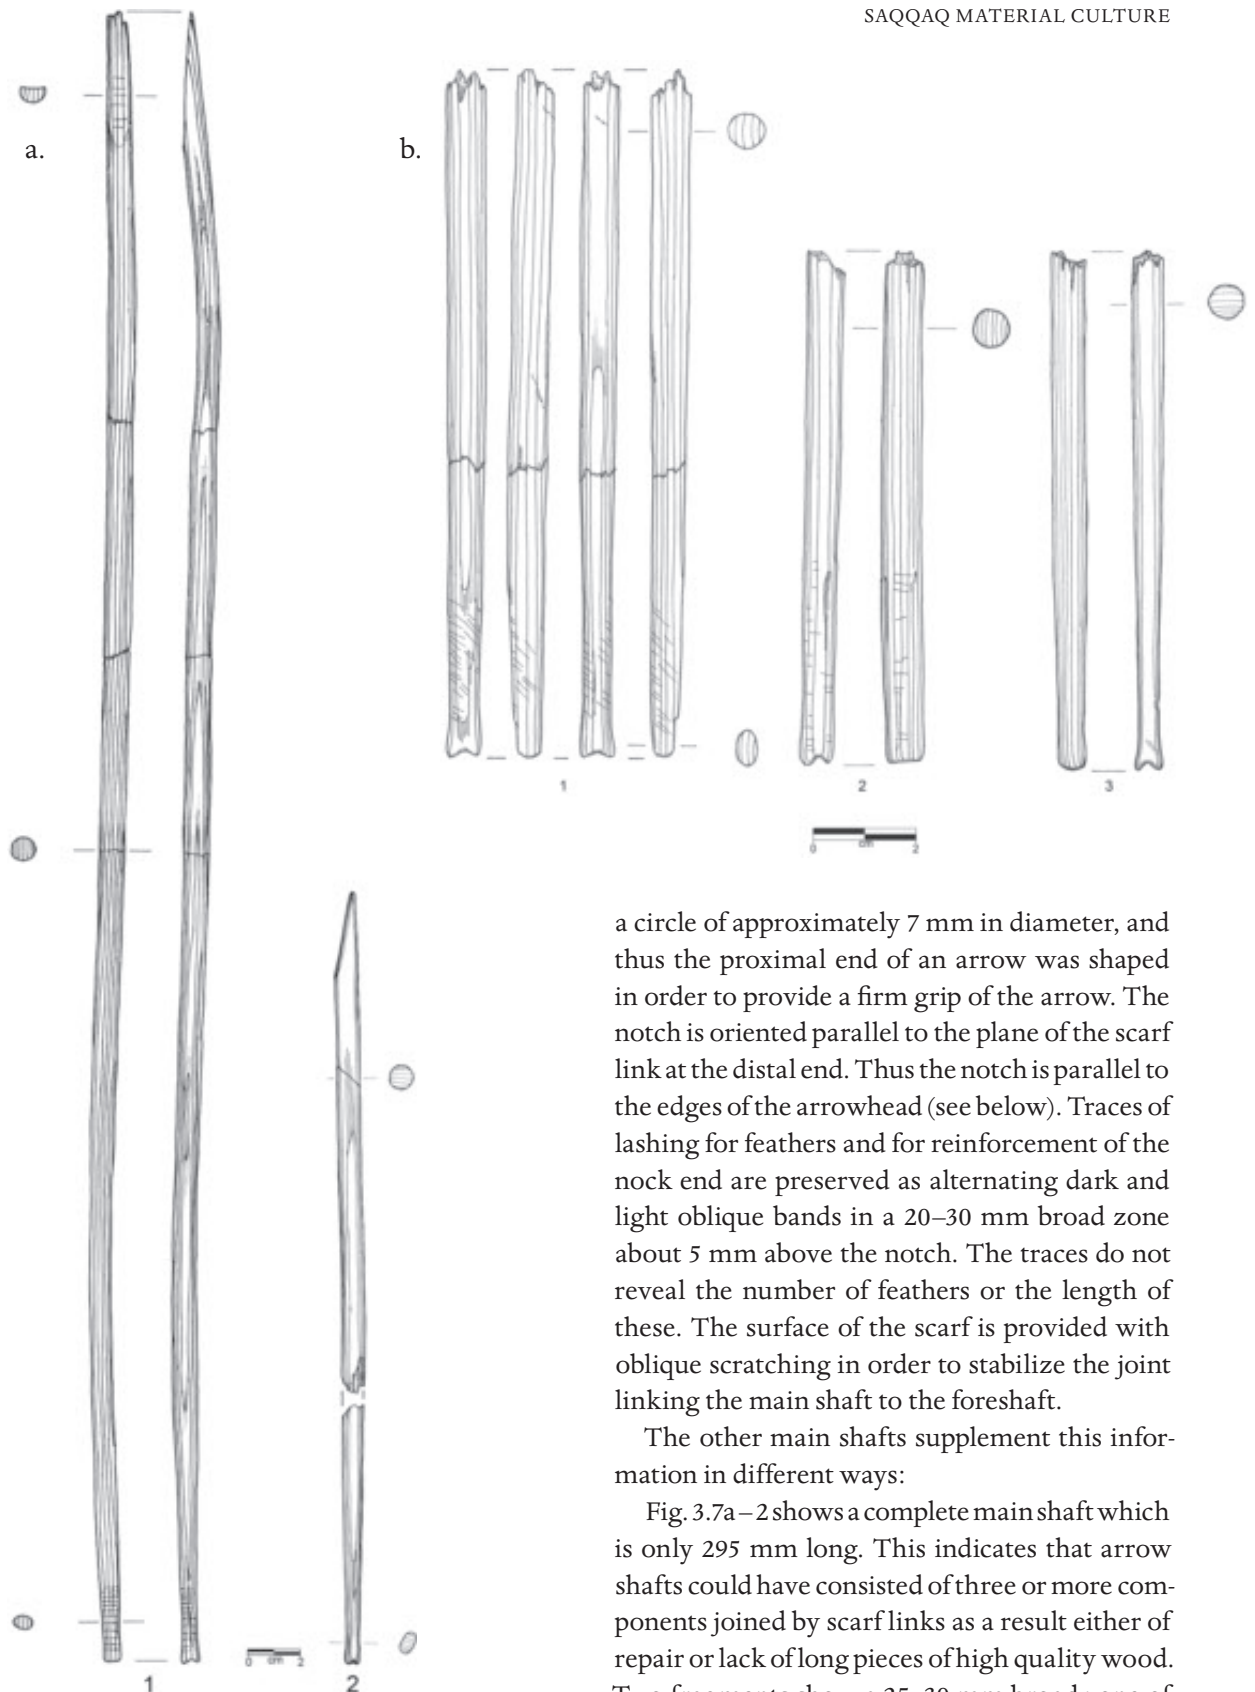 SAQQAQ MATERIAL CULTURE
a.
b.
1
2
3
0 cm 2
a circle of approximately 7 mm in diameter, and
thus the proximal end of an arrow was shaped
in order to provide a firm grip of the arrow. The
notch is oriented parallel to the plane of the scarf
link at the distal end. Thus the notch is parallel to
the edges of the arrowhead (see below). Traces of
lashing for feathers and for reinforcement of the
nock end are preserved as alternating dark and
light oblique bands in a 20–30 mm broad zone
about 5 mm above the notch. The traces do not
reveal the number of feathers or the length of
these. The surface of the scarf is provided with
oblique scratching in order to stabilize the joint
linking the main shaft to the foreshaft.
The other main shafts supplement this infor-
mation in different ways:
Fig. 3.7a–2 shows a complete main shaft which
is only 295 mm long. This indicates that arrow
shafts could have consisted of three or more com-
ponents joined by scarf links as a result either of
repair or lack of long pieces of high quality wood.
0 cm 2
1
2